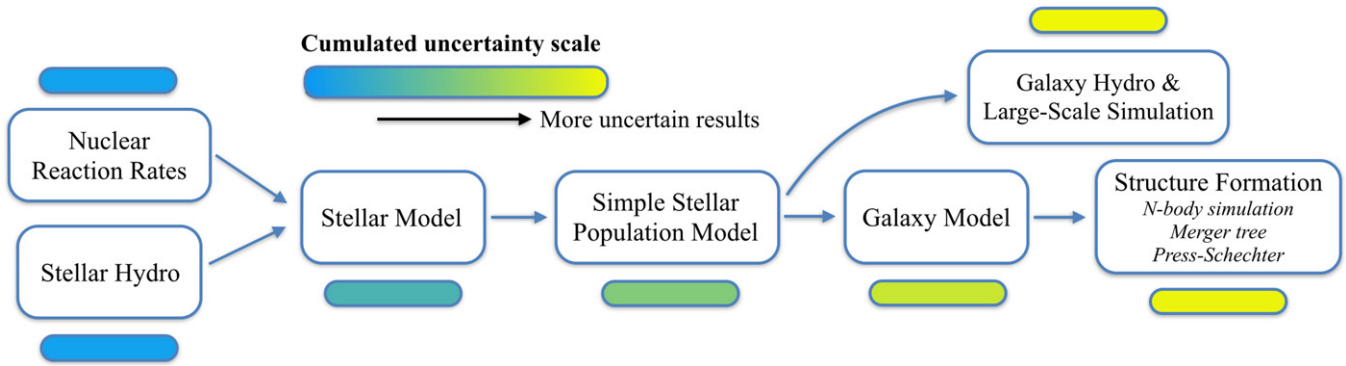 Cumulated uncertainty scale
More uncertain results
Nuclear
Reaction Rates
Stellar Hydro
Stellar Model
Simple Stellar
Population Model
Galaxy Hydro &
Large-Scale Simulation
Galaxy Model
Structure Formation
N-body simulation
Merger tree
Press-Schechter